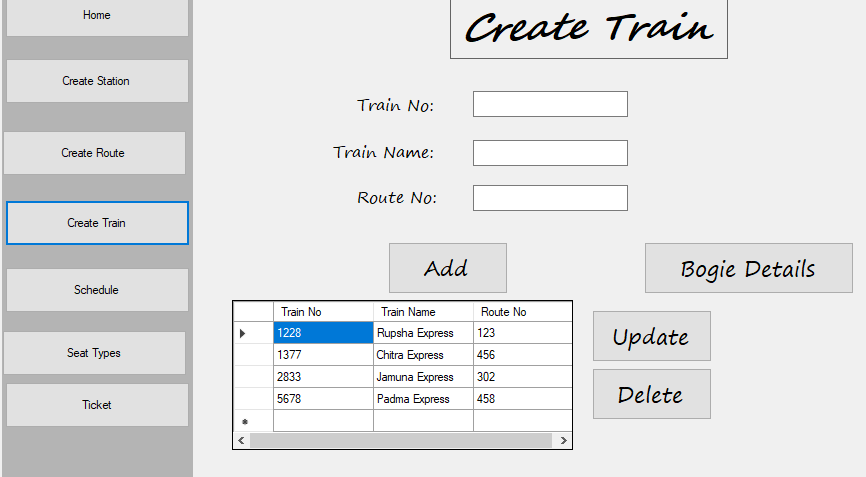 Home
Create Station
Create Route
Create Train
Schedule
Seat Types
Ticket
Create Train
Train No:
Train Name:
Route No:
Add
Bogie Details
Train No Train Name Route No
1228 Rupsha Express 123
1377 Chitra Express 456
2833 Jamuna Express 302
5678 Padma Express 458
Update
Delete